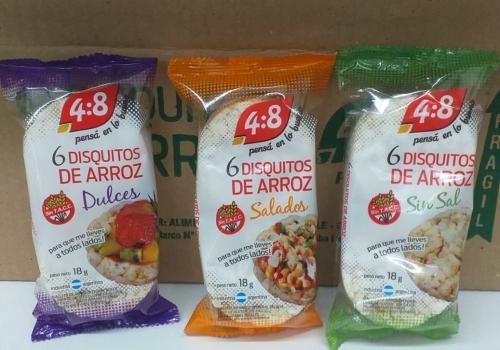 4:8
pensá en lo bueno
6 DISQUITOS
DE ARROZ
Dulces
Sin T.A.C.C.
para que me lleves
a todos lados!
peso neto: 18 g
industria argentina
4:8
pensá en lo
6 DISQUITOS
DE ARROZ
Salados
Sin T.A.C.C.
para que me lleves
a todos lados!
peso neto: 18 g
industria argentina
4:8
pensá en lo bueno
6 DISQUITOS
DE ARROZ
Sin Sal
Sin T.A.C.C.
para que me lleves
a todos lados!
peso neto: 18 g
industria argentina
FRAGIL